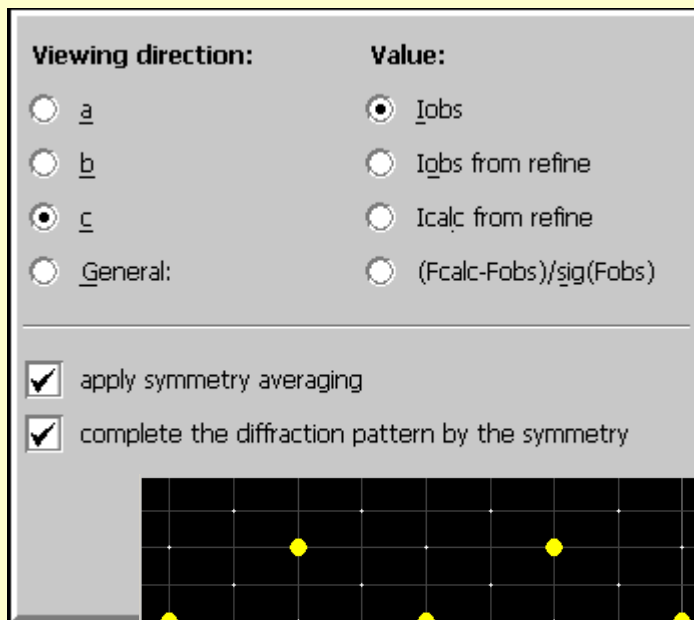 Viewing direction:
Value:
a
Iobs
b
Iobs from refine
c
Icalc from refine
General:
(Fcalc-Fobs)/sig(Fobs)
apply symmetry averaging
complete the diffraction pattern by the symmetry